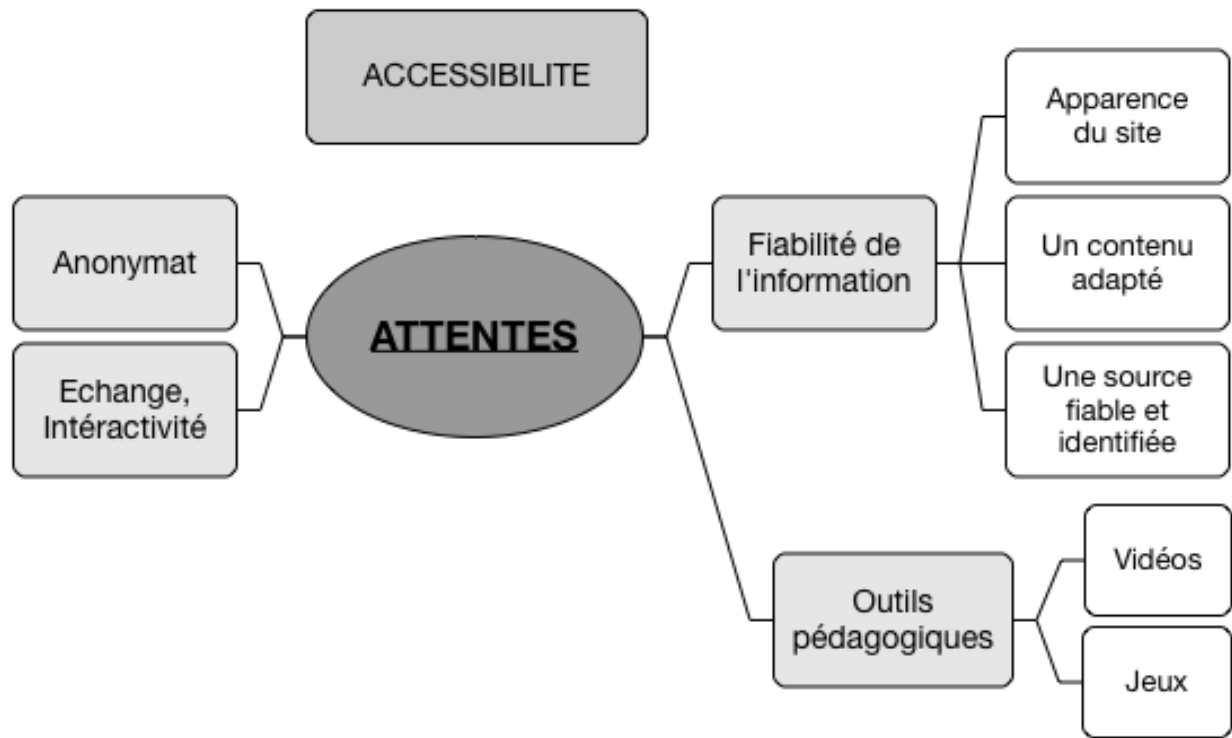 ACCESSIBILITE
Anonymat
Echange,
Intéractivité
ATTENTES
Fiabilité de
l'information
Apparence
du site
Un contenu
adapté
Une source
fiable et
identifiée
Outils
pédagogiques
Vidéos
Jeux